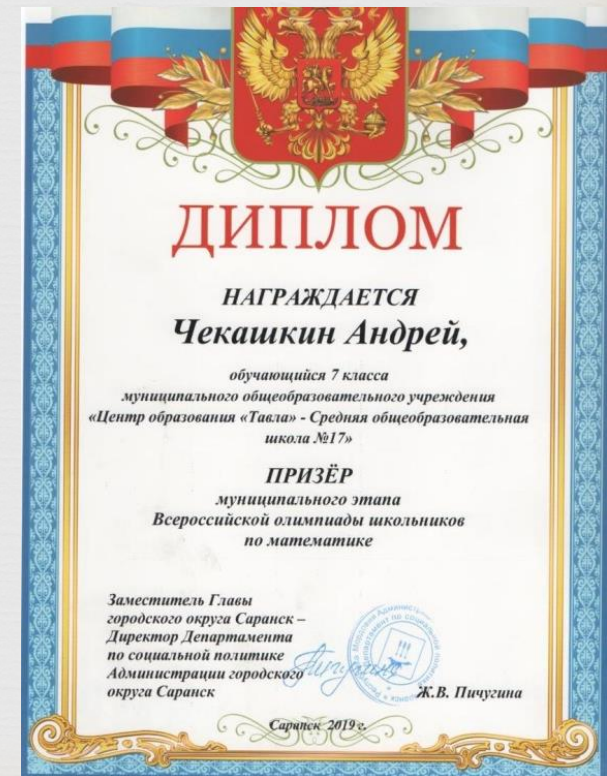 ДИПЛОМ
НАГРАЖДАЕТСЯ
Чекашкин Андрей,
обучающийся 7 класса
муниципального общеобразовательного учреждения
«Центр образования «Тавла» - Средняя общеобразовательная
школа №17»
ПРИЗЁР
муниципального этапа
Всероссийской олимпиады школьников
по математике
Заместитель Главы
городского округа Саранск –
Директор Департамента
по социальной политике
Администрации городского
округа Саранск
Ж.В. Пичугина
Саранск 2019 г.